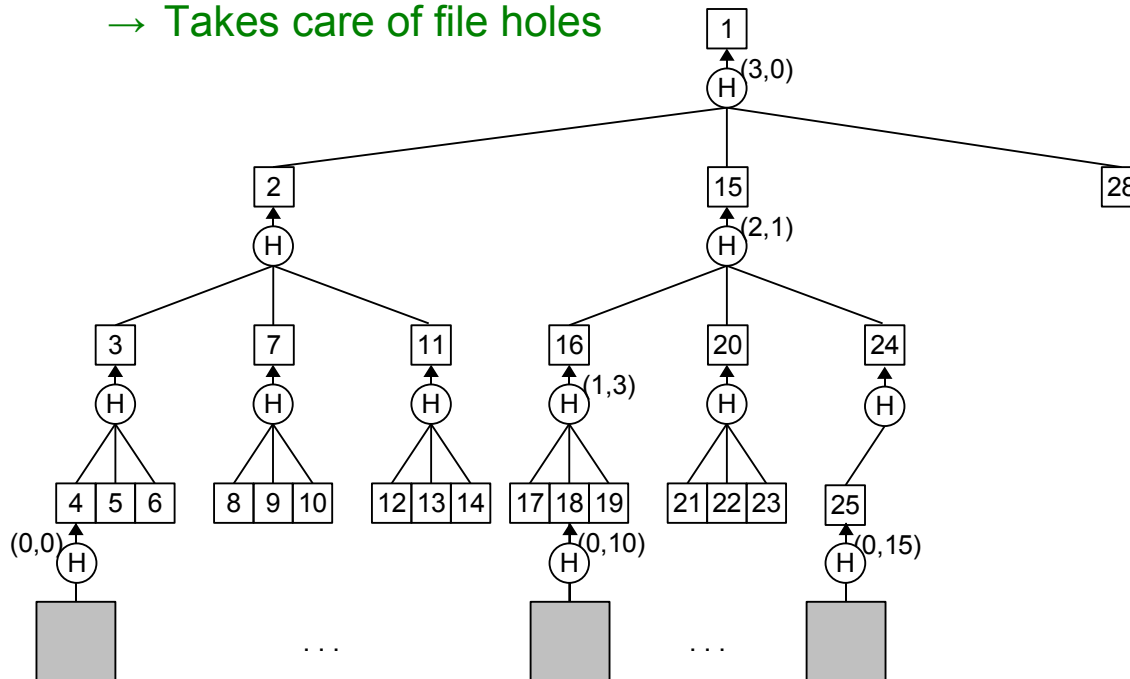 → Takes care of file holes
1
H (3,0)
2 15 28
H H (2,1)
3 7 11 16 20 24
H H H H (1,3) H H
4 5 6 8 9 10 12 13 14 17 18 19 21 22 23 25
(0,0) H H (0,10) H (0,15)
. . . . . .